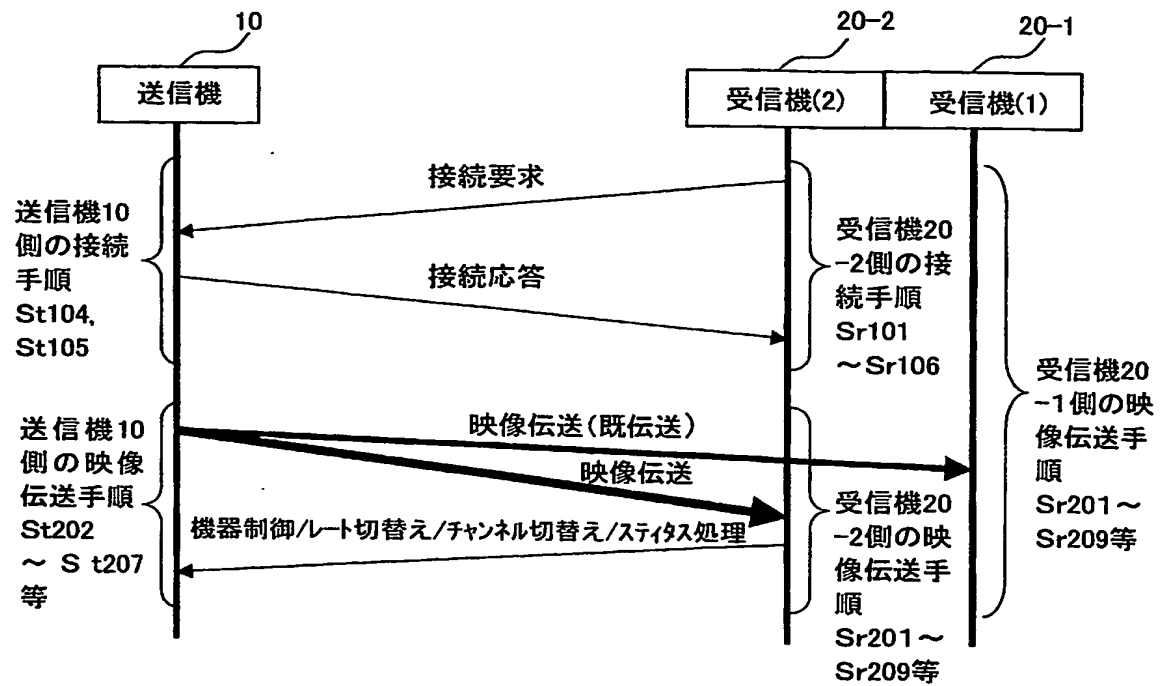 10
20-2
20-1
送信機
受信機(2)
受信機(1)
接続要求
送信機10
側の接続
手順
St104,
St105
受信機20
-2側の接
続手順
Sr101
～Sr106
接続応答
受信機20
-1側の映
像伝送手
順
Sr201～
Sr209等
送信機10
側の映像
伝送手順
St202
～ S t207
等
映像伝送(既伝送)
映像伝送
機器制御/レート切替え/チャンネル切替え/スティタス処理
受信機20
-2側の映
像伝送手
順
Sr201～
Sr209等